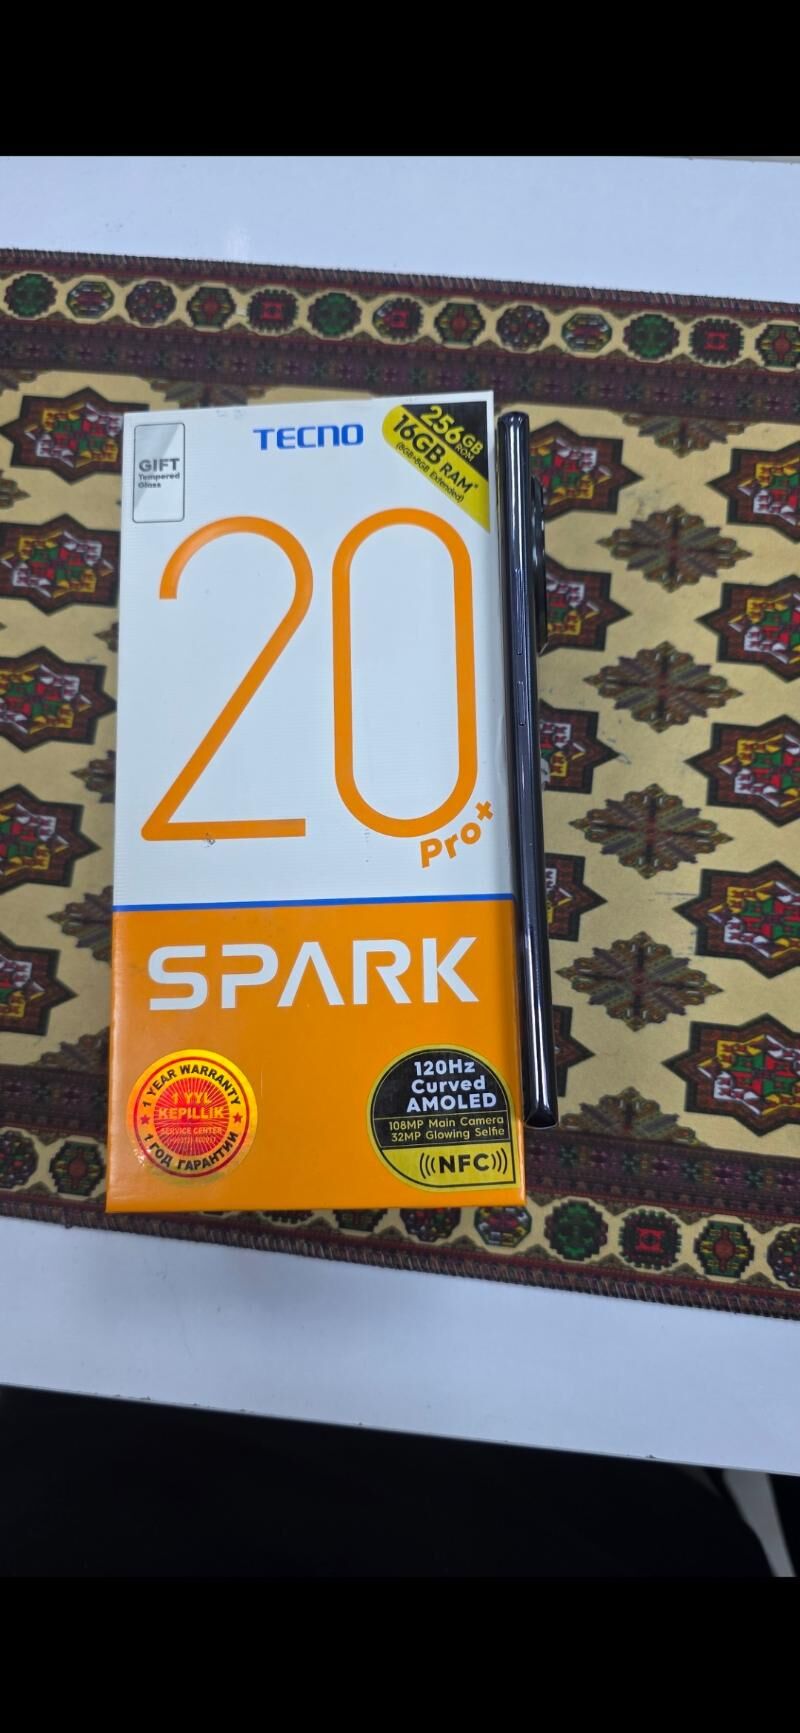 GIFT
Tempered
Glass
TECNO
256GB
ROM
16GB RAM*
(8GB+8GB Extended)
20
Pro+
SPARK
1 YEAR WARRANTY
1 YYL
KEPILLIK
SERVICE CENTER
1 ГОД ГАРАНТИИ
120Hz
Curved
AMOLED
108MP Main Camera
32MP Glowing Selfie
(((NFC)))